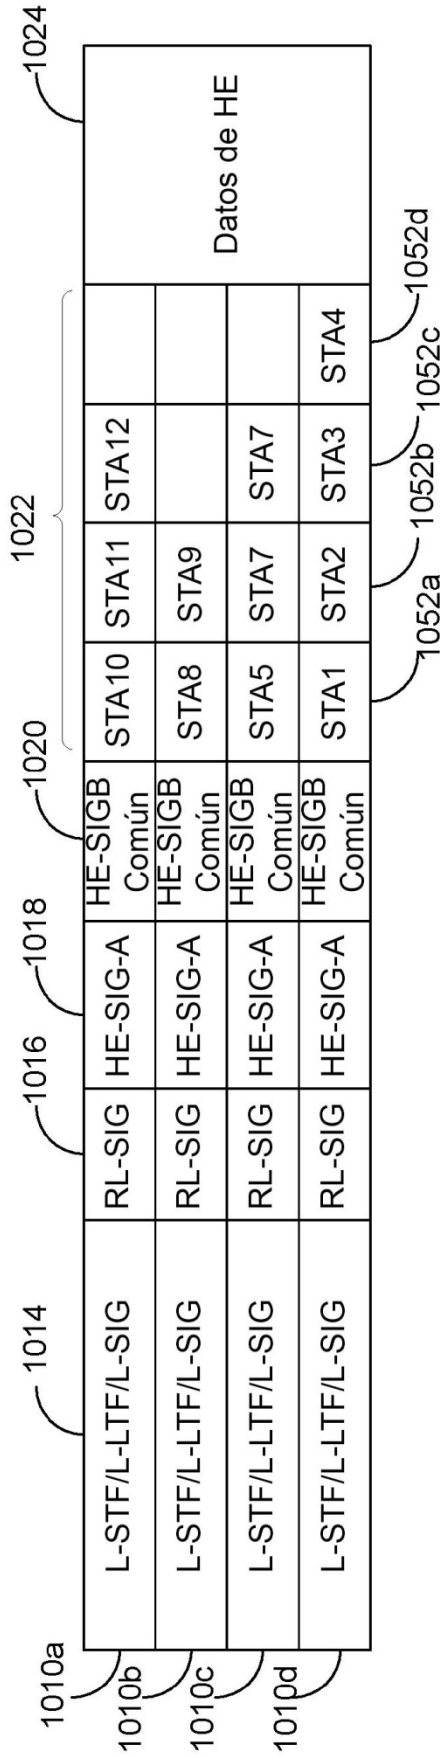 1014
1016
1018
1020
1022
1024
1010a
L-STF/L-LTF/L-SIG
RL-SIG
HE-SIG-A
HE-SIGB
Común
STA10
STA11
STA12
Datos de HE
1010b
L-STF/L-LTF/L-SIG
RL-SIG
HE-SIG-A
HE-SIGB
Común
STA8
STA9
1010c
L-STF/L-LTF/L-SIG
RL-SIG
HE-SIG-A
HE-SIGB
Común
STA5
STA7
STA7
1010d
L-STF/L-LTF/L-SIG
RL-SIG
HE-SIG-A
HE-SIGB
Común
STA1
STA2
STA3
STA4
1052a
1052b
1052c
1052d